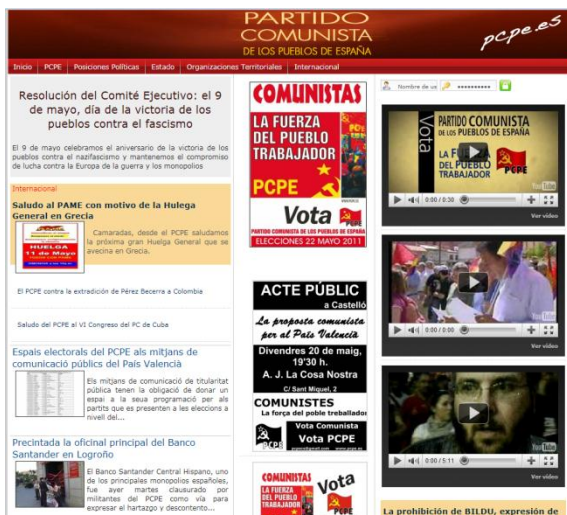 PARTIDO
COMUNISTA
DE LOS PUEBLOS DE ESPAÑA
pcpe.es
Inicio PCPE Posiciones Políticas Estado Organizaciones Territoriales Internacional
Resolución del Comité Ejecutivo: el 9
de mayo, día de la victoria de los
pueblos contra el fascismo
El 9 de mayo celebramos el aniversario de la victoria de los
pueblos contra el nazifascismo y mantenemos el compromiso
de lucha contra la Europa de la guerra y los monopolios
Internacional
Saludo al PAME con motivo de la Hulega
General en Grecia
HUELGA
11 de Mayo
Camaradas, desde el PCPE saludamos
la próxima gran Huelga General que se
avecina en Grecia.
El PCPE contra la extradición de Pérez Becerra a Colombia
Saludo del PCPE al VI Congreso del PC de Cuba
Espais electorals del PCPE als mitjans de
comunicació públics del País Valencià
Els mitjans de comunicació de titularitat
pública tenen la obligació de donar un
espai a la seua programació per als
partits que es presenten a les eleccions a
nivell del...
Precintada la oficinal principal del Banco
Santander en Logroño
El Banco Santander Central Hispano, uno
de los principales monopolios españoles,
fue ayer martes clausurado por
militantes del PCPE como vía para
expresar el hartazgo y descontento...
COMUNISTAS
LA FUERZA
DEL PUEBLO
TRABAJADOR
PCPE
Vota
PCPE
PARTIDO COMUNISTA DE LOS PUEBLOS DE ESPAÑA
ELECCIONES 22 MAYO 2011
ACTE PÚBLIC
a Castelló
La proposta comunista
per al País Valencià
Divendres 20 de maig,
19'30 h.
A. J. La Cosa Nostra
C/ Sant Miquel, 2
COMUNISTES
La força del poble treballador
Vota Comunista
Vota PCPE
COMUNISTAS
LA FUERZA
DEL PUEBLO
TRABAJADOR
Vota
PCPE
Nombre de us
Vota
PARTIDO COMUNISTA
DE LOS PUEBLOS DE ESPAÑA
LA FUERZA
DEL PUEBLO
PCPE
YouTube
0:00 / 0:30
Ver vídeo
YouTube
0:00 / 0:00
Ver vídeo
YouTube
0:00 / 5:11
Ver vídeo
La prohibición de BILDU, expresión de